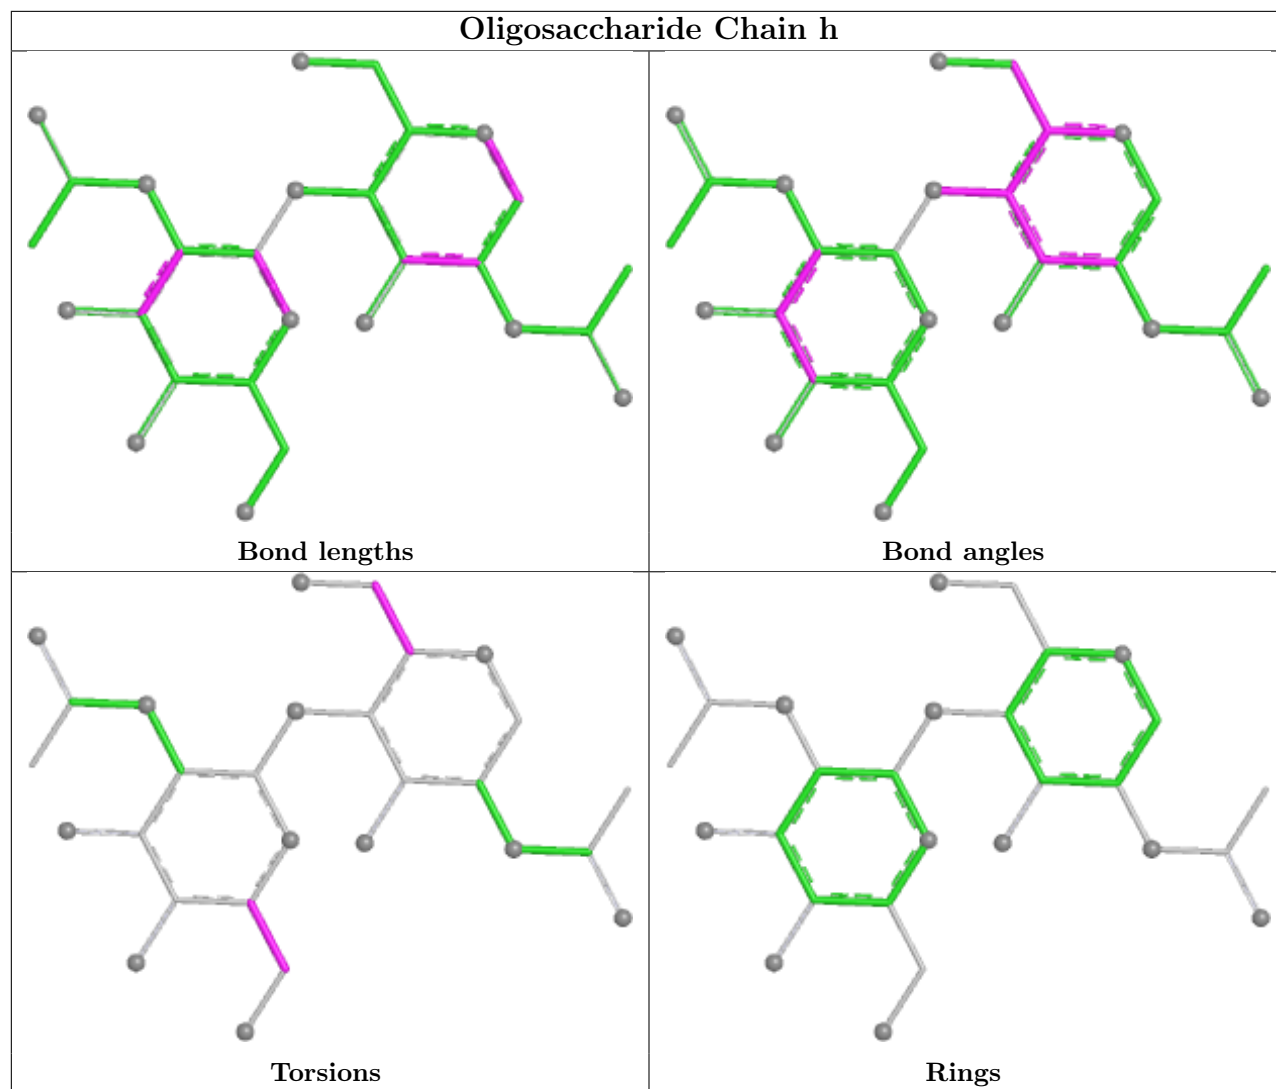 Oligosaccharide Chain h
Bond lengths
Bond angles
Torsions
Rings